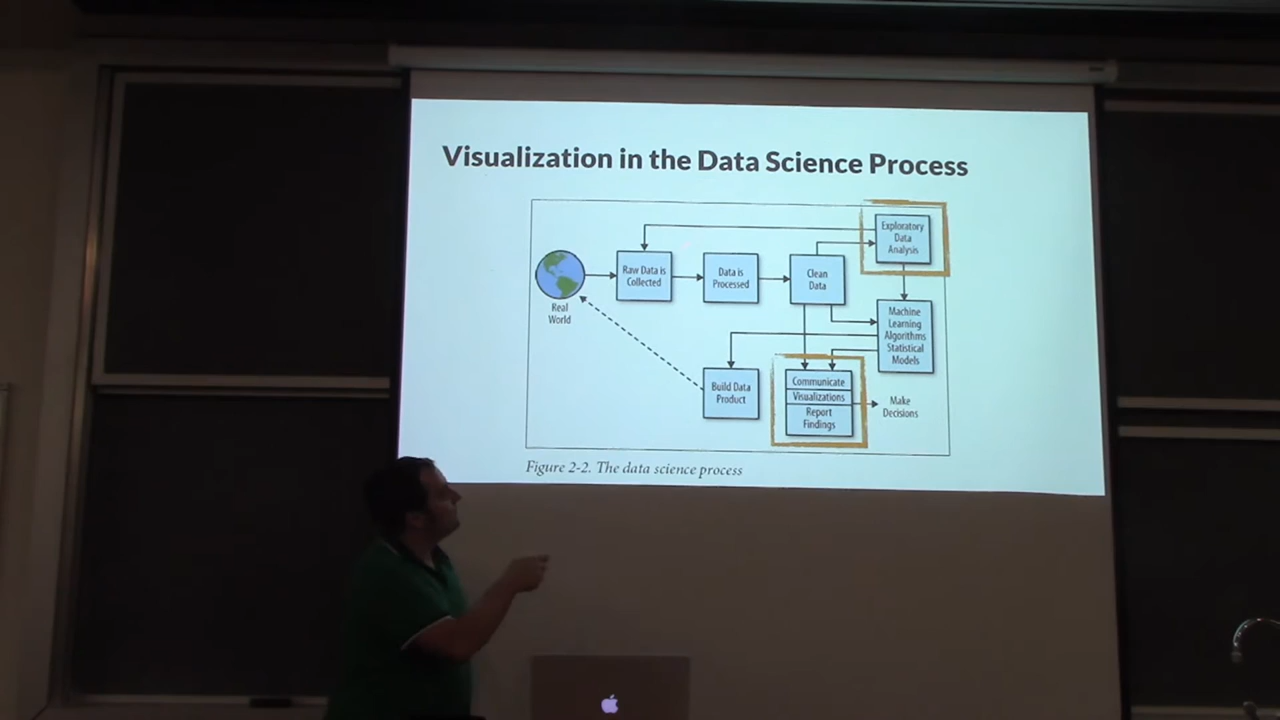 Visualization in the Data Science Process
Exploratory
Data
Analysis
Raw Data is
Collected
Data is
Processed
Clean
Data
Real
World
Machine
Learning
Algorithms
Statistical
Models
Build Data
Product
Communicate
Visualizations
Report
Findings
Make
Decisions
Figure 2-2. The data science process